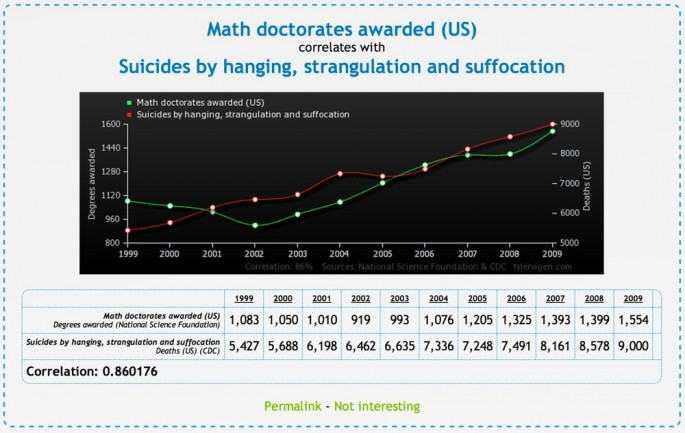 Math doctorates awarded (US)
correlates with
Suicides by hanging, strangulation and suffocation
Math doctorates awarded (US)
Suicides by hanging, strangulation and suffocation
1600 9000
1440 8000
1280
7000
1120
6000
960
800 5000
Degrees awarded
Deaths (US)
1999 2000 2001 2002 2003 2004 2005 2006 2007 2008 2009
Correlation: 86% Sources: National Science Foundation & CDC tylervigen.com
1999 2000 2001 2002 2003 2004 2005 2006 2007 2008 2009
Math doctorates awarded (US)
Degrees awarded (National Science Foundation)
1,083 1,050 1,010 919 993 1,076 1,205 1,325 1,393 1,399 1,554
Suicides by hanging, strangulation and suffocation
Deaths (US) (CDC)
5,427 5,688 6,198 6,462 6,635 7,336 7,248 7,491 8,161 8,578 9,000
Correlation: 0.860176
Permalink - Not interesting